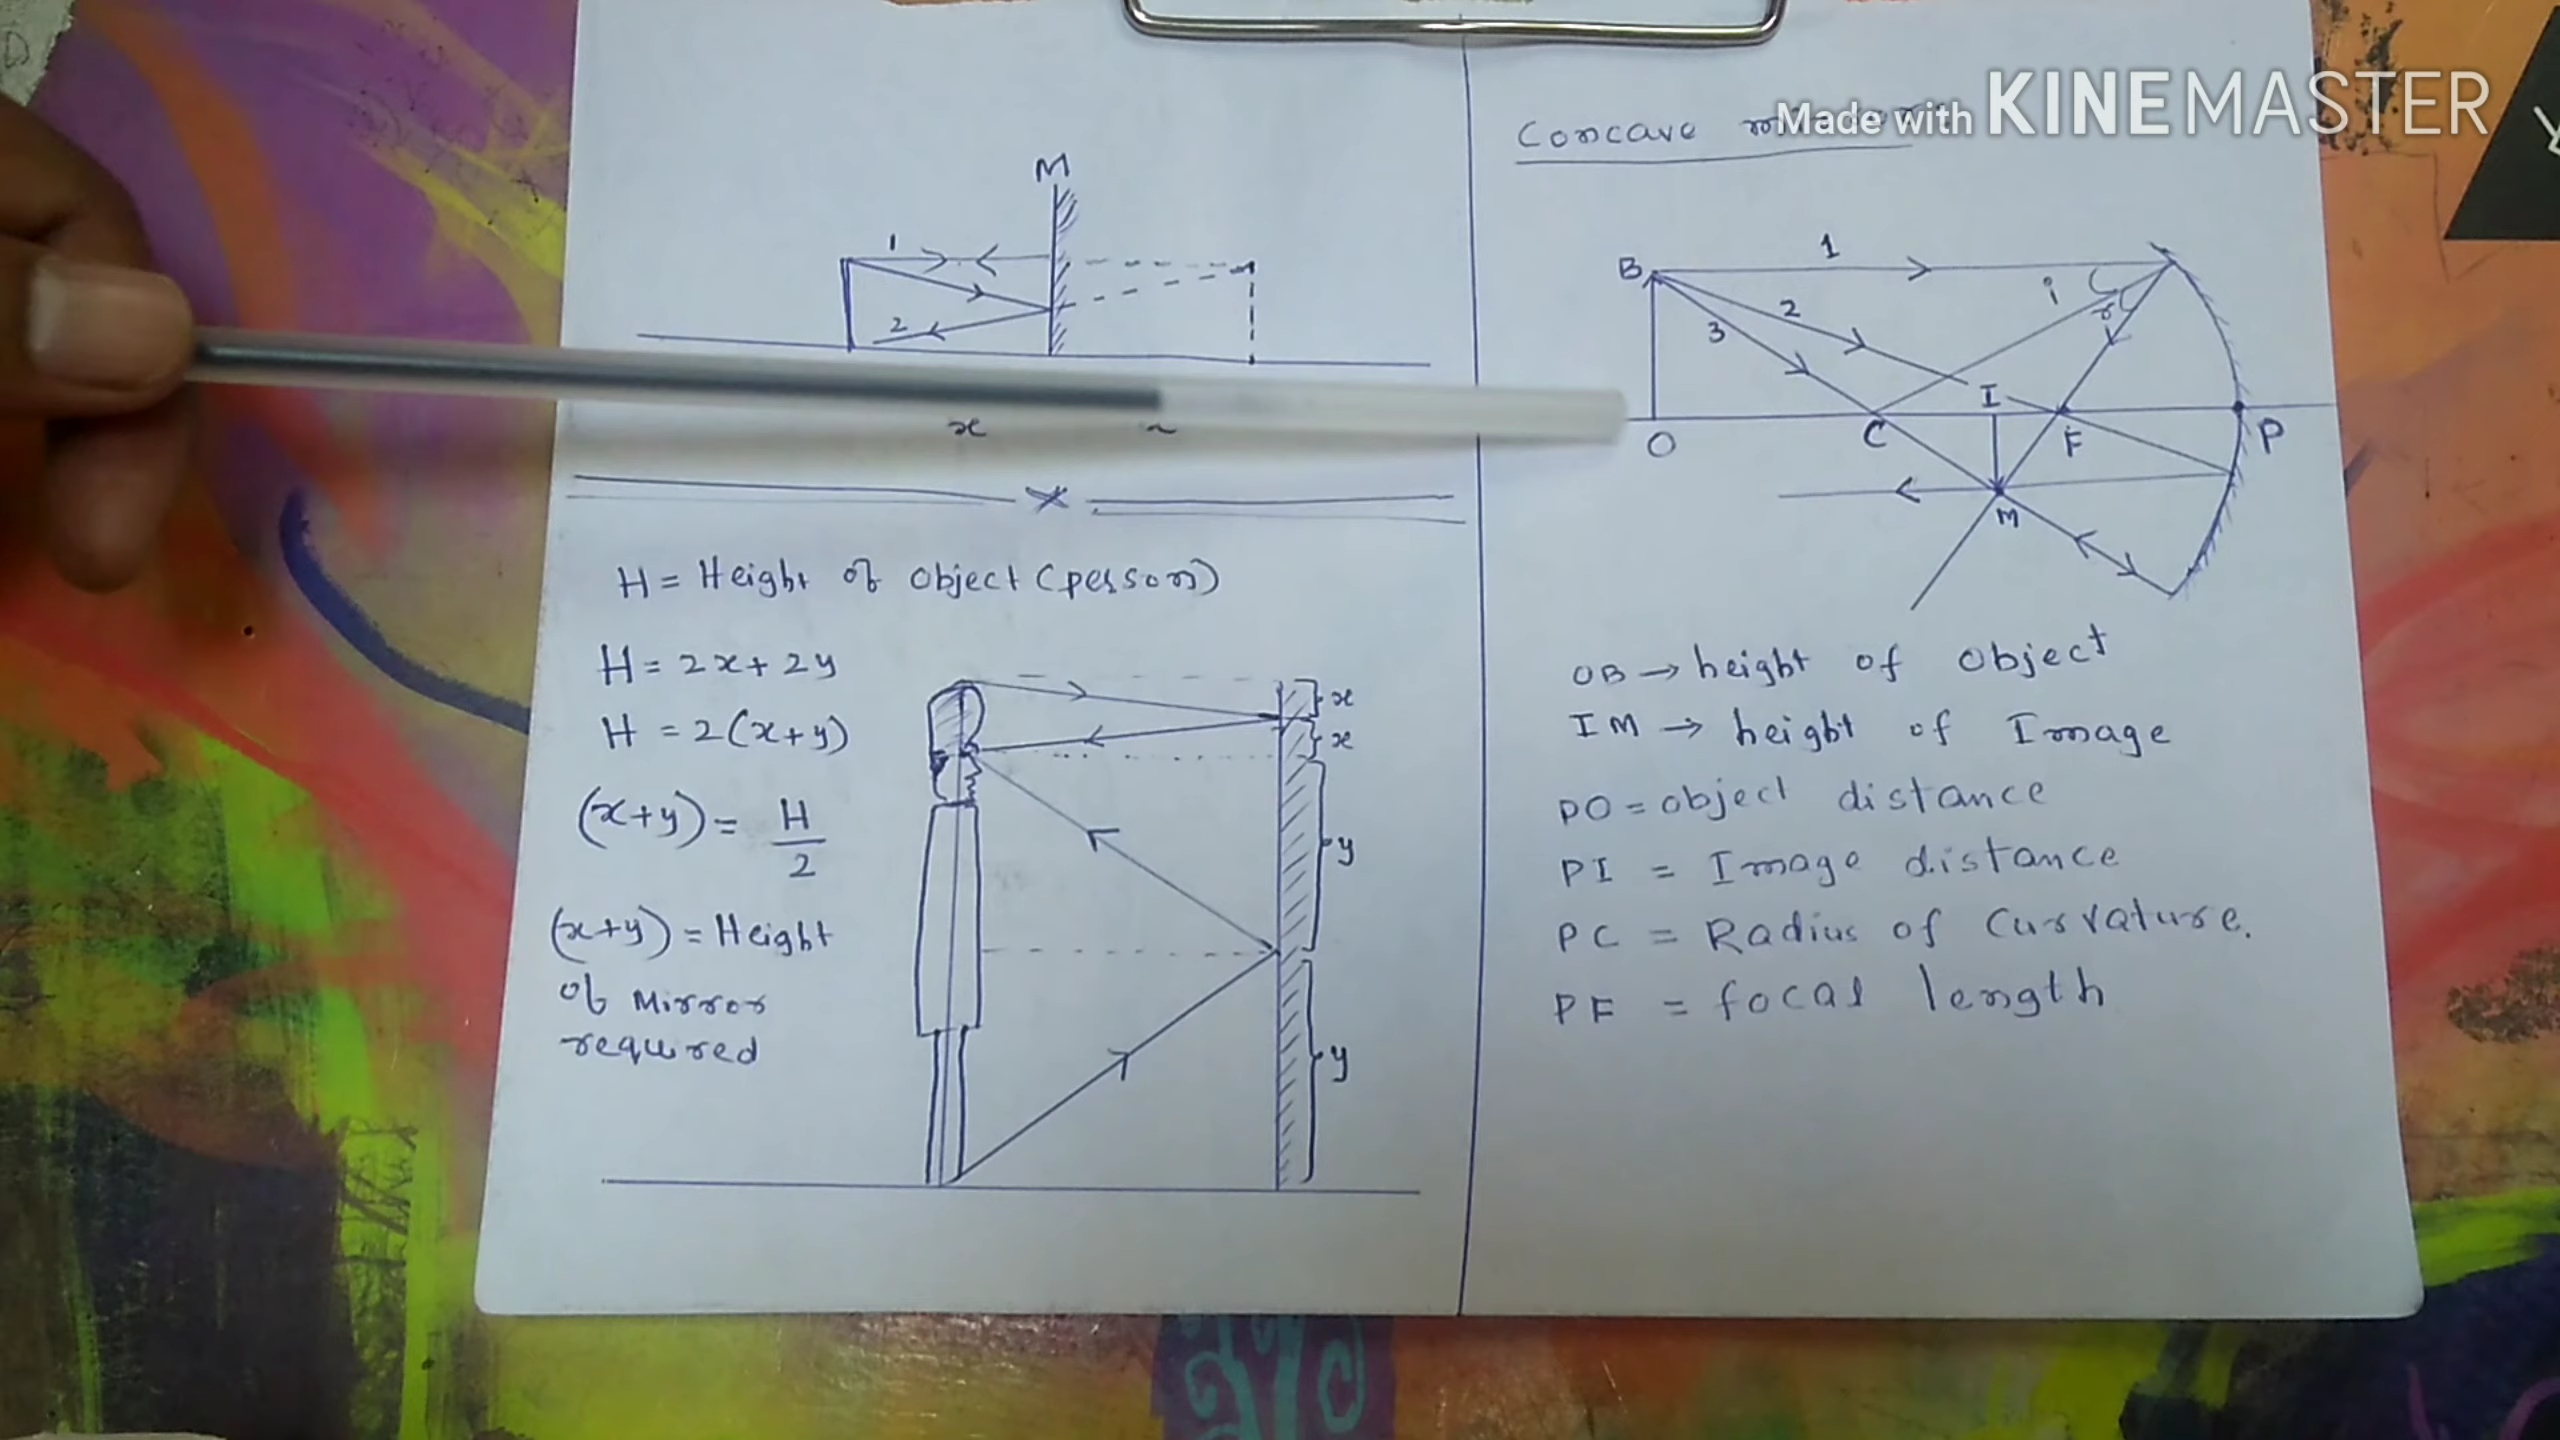 Made with KINEMASTER
M
1
2
x
H = Height of object (person)
H = 2x + 2y
H = 2(x+y)
(x+y) = H/2
(x+y) = Height
of Mirror
required
x
x
y
y
Concave
B
1
2
3
i
r
I
O
C
F
P
M
OB → height of object
IM → height of Image
PO = object distance
PI = Image distance
PC = Radius of Curvature.
PF = focal length